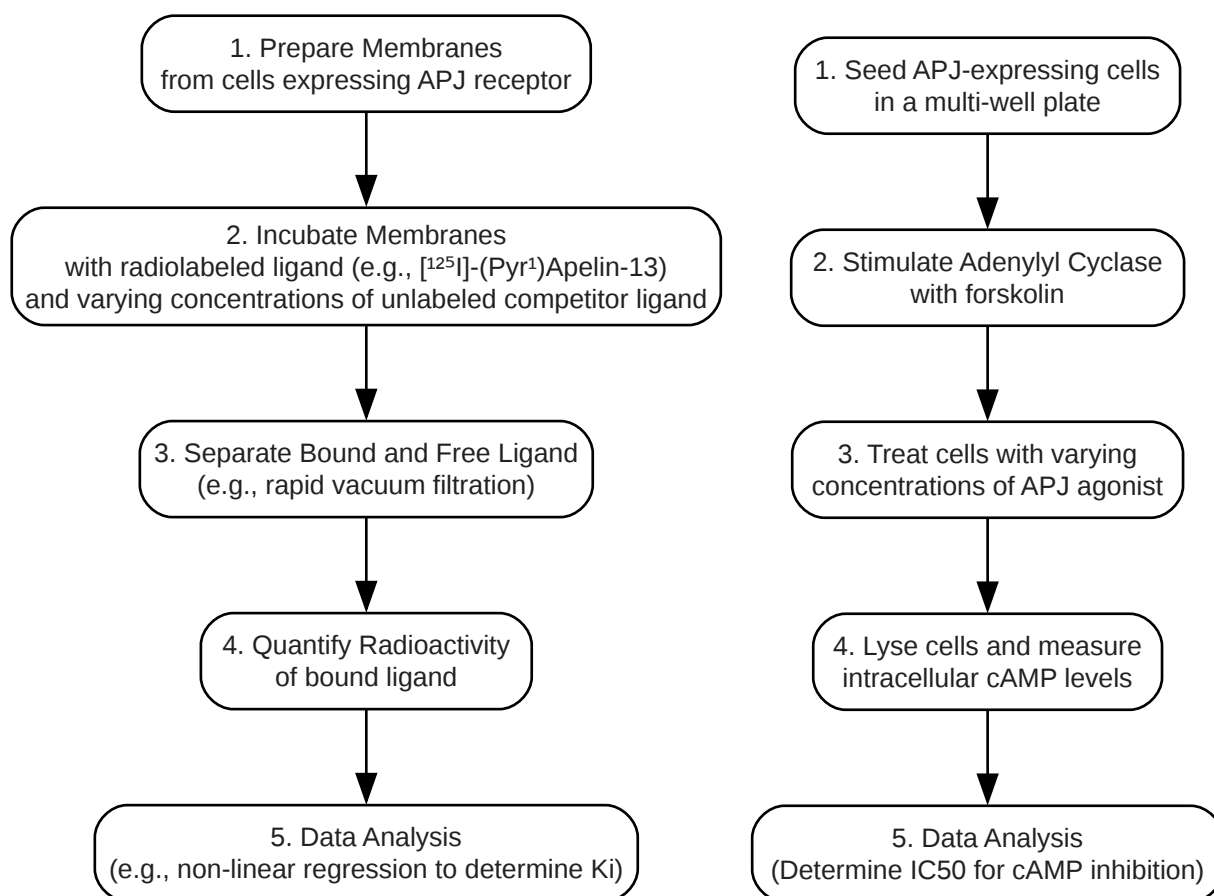 1. Prepare Membranes
from cells expressing APJ receptor
2. Incubate Membranes
with radiolabeled ligand (e.g., [¹²⁵I]-(Pyr¹)Apelin-13)
and varying concentrations of unlabeled competitor ligand
3. Separate Bound and Free Ligand
(e.g., rapid vacuum filtration)
4. Quantify Radioactivity
of bound ligand
5. Data Analysis
(e.g., non-linear regression to determine Ki)
1. Seed APJ-expressing cells
in a multi-well plate
2. Stimulate Adenylyl Cyclase
with forskolin
3. Treat cells with varying
concentrations of APJ agonist
4. Lyse cells and measure
intracellular cAMP levels
5. Data Analysis
(Determine IC50 for cAMP inhibition)